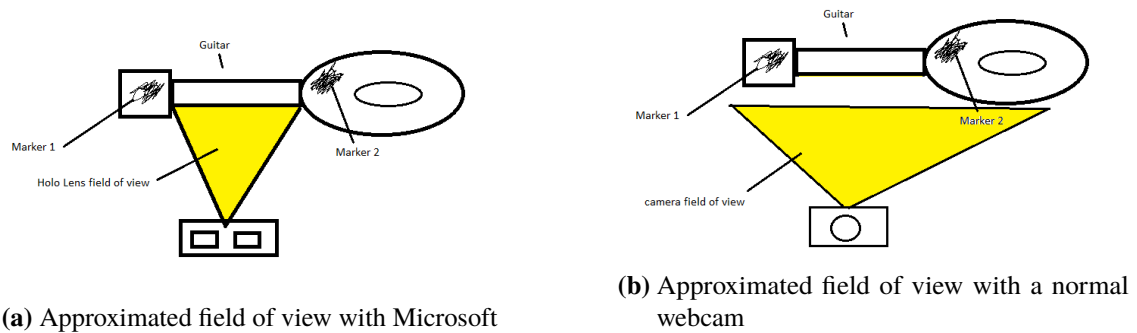 Guitar
Marker 1
Marker 2
Holo Lens field of view
(a) Approximated field of view with Microsoft
Guitar
Marker 1
Marker 2
camera field of view
(b) Approximated field of view with a normal
webcam